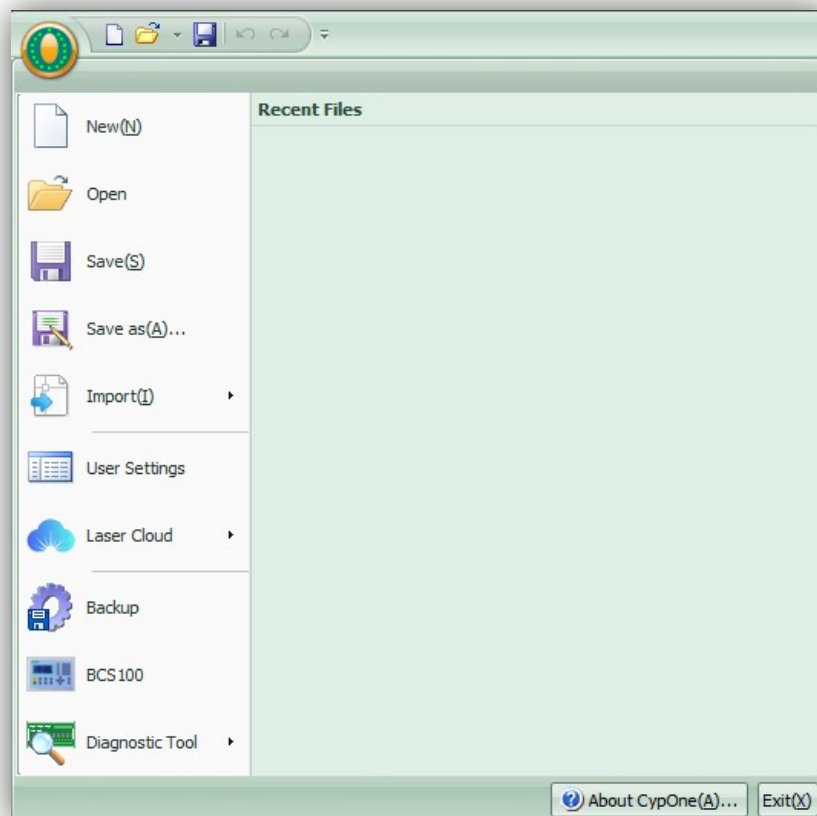 Recent Files
New(N)
Open
Save(S)
Save as(A)...
Import(I)
User Settings
Laser Cloud
Backup
BCS100
Diagnostic Tool
About CypOne(A)...
Exit(X)